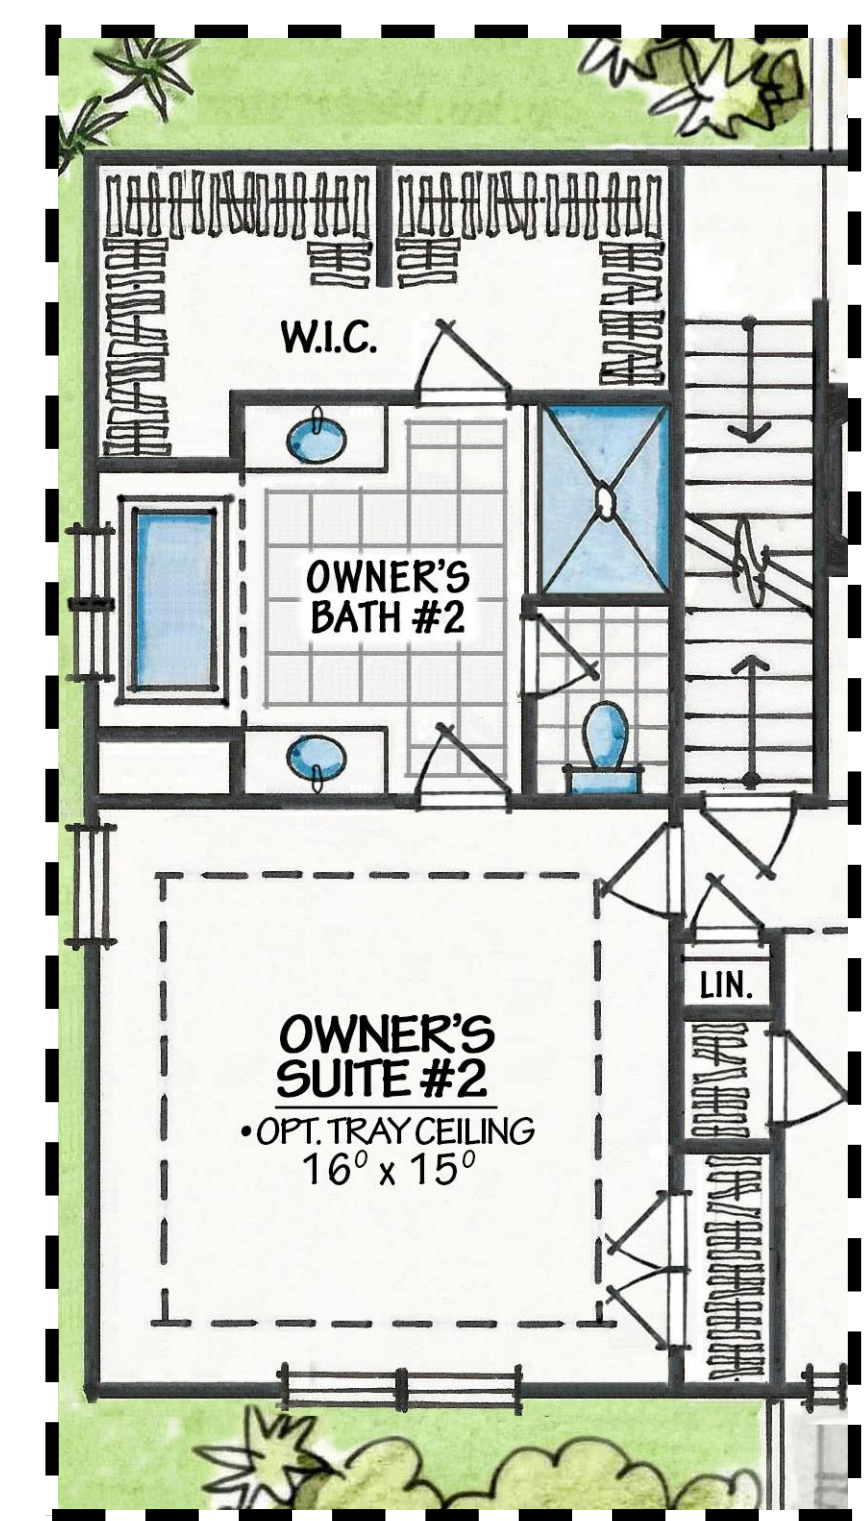 W.I.C.
OWNER'S
BATH #2
LIN.
OWNER'S
SUITE #2
•OPT. TRAY CEILING
16⁰ x 15⁰